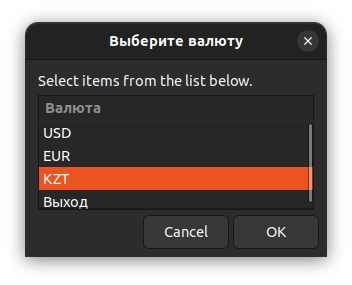 Выберите валюту
Select items from the list below.
Валюта
USD
EUR
KZT
Выход
Cancel
OK